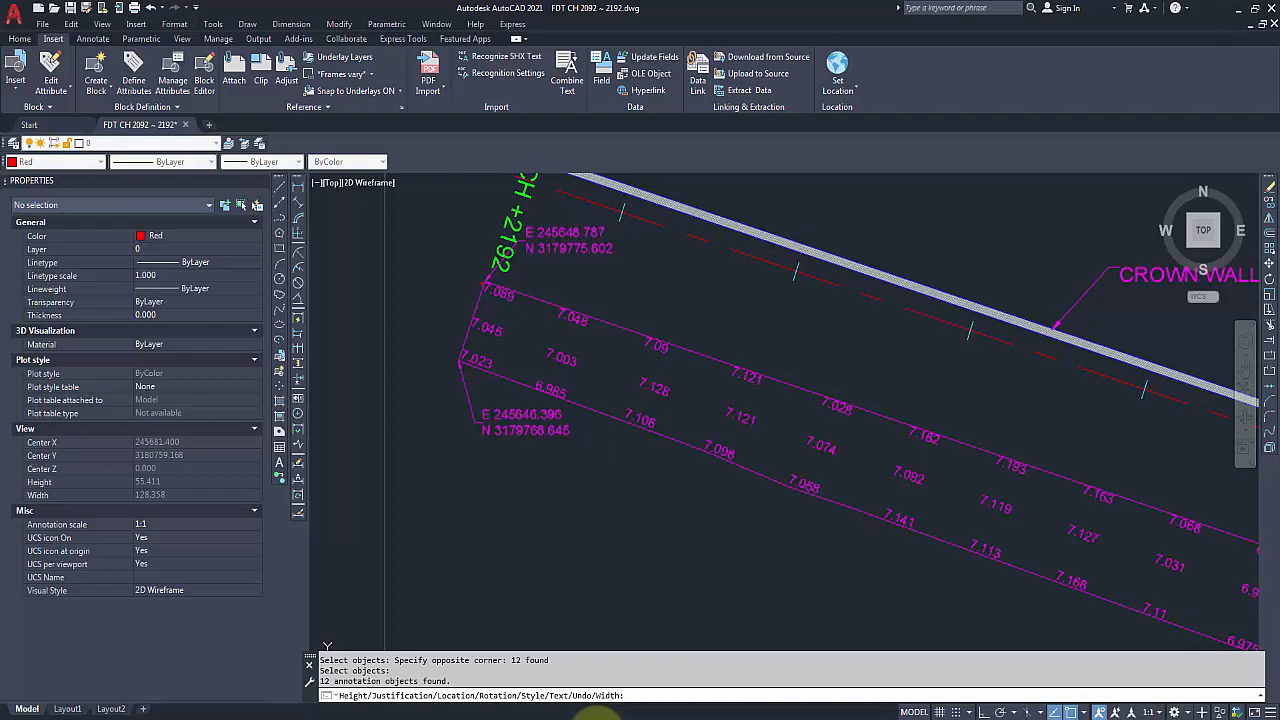 Autodesk AutoCAD 2021 FDT CH 2092 ~ 2192.dwg
Type a keyword or phrase
Sign In
File Edit View Insert Format Tools Draw Dimension Modify Parametric Window Help Express
Home Insert Annotate Parametric View Manage Output Add-ins Collaborate Express Tools Featured Apps
Insert
Edit Attribute
Create Block
Define Attributes
Manage Attributes
Block Editor
Attach
Clip
Adjust
Underlay Layers
*Frames vary*
Snap to Underlays ON
PDF Import
Recognize SHX Text
Recognition Settings
Combine Text
Field
Update Fields
OLE Object
Hyperlink
Data Link
Download from Source
Upload to Source
Extract Data
Set Location
Block Block Definition Reference Import Data Linking & Extraction Location
Start FDT CH 2092 ~ 2192*
0
Red ByLayer ByLayer ByColor
PROPERTIES
No selection
General
Color Red
Layer 0
Linetype ByLayer
Linetype scale 1.000
Lineweight ByLayer
Transparency ByLayer
Thickness 0.000
3D Visualization
Material ByLayer
Plot style
Plot style ByColor
Plot style table None
Plot table attached to Model
Plot table type Not available
View
Center X 245681.400
Center Y 3180759.168
Center Z 0.000
Height 55.411
Width 128.358
Misc
Annotation scale 1:1
UCS icon On Yes
UCS icon at origin Yes
UCS per viewport Yes
UCS Name
Visual Style 2D Wireframe
[−][Top][2D Wireframe]
N
W TOP E
S
WCS
CH +2192
E 245648.787
N 3179775.602
CROWN WALL
7.089 7.048 7.09 7.121 7.028 7.162 7.193 7.163 7.066
7.045 7.003 7.128 7.121 7.074 7.092 7.119 7.127 7.031
7.023 6.985 7.106 7.096 7.058 7.141 7.113 7.166 7.11 6.975
E 245646.396
N 3179766.645
Y
Select objects: Specify opposite corner: 12 found
Select objects:
12 annotation objects found.
Height/Justification/Location/Rotation/Style/Text/Undo/Width:
Model Layout1 Layout2 +
MODEL 1:1